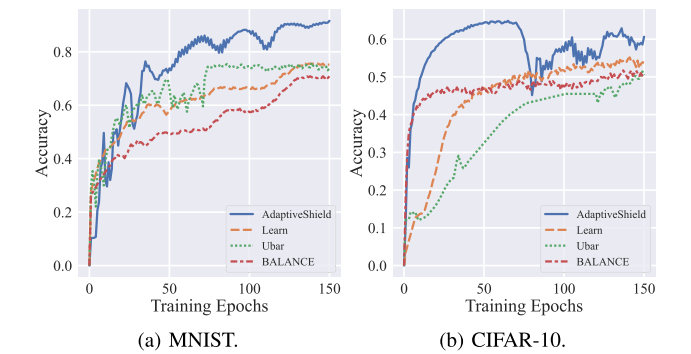 Accuracy
0.8
0.6
0.4
0.2
0.0
AdaptiveShield
Learn
Ubar
BALANCE
0 50 100 150
Training Epochs
(a) MNIST.
Accuracy
0.6
0.5
0.4
0.3
0.2
0.1
0.0
AdaptiveShield
Learn
Ubar
BALANCE
0 50 100 150
Training Epochs
(b) CIFAR-10.